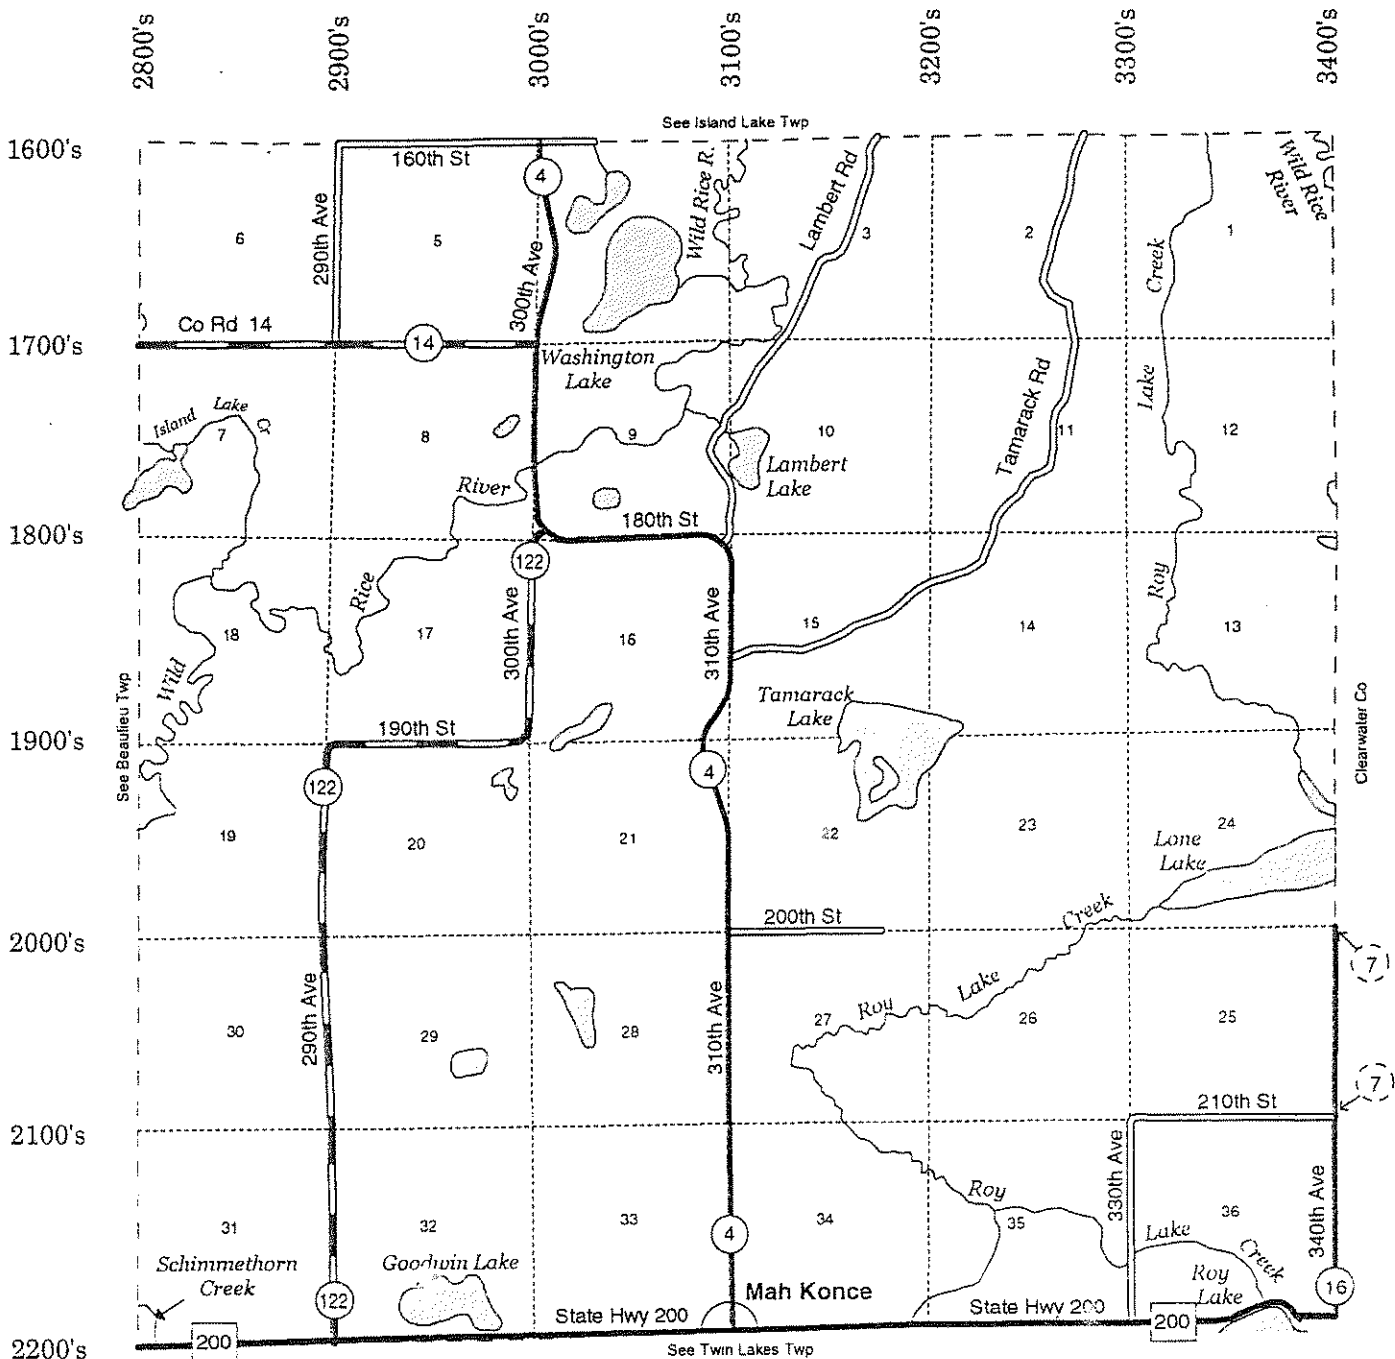 2800's
2900's
3000's
3100's
3200's
3300's
3400's
See Island Lake Twp
1600's
160th St
4
Wild Rice R.
Lambert Rd
Creek
Wild Rice
River
290th Ave
6
5
3
2
1
300th Ave
Co Rd 14
1700's
14
Washington
Lake
Tamarack Rd
Lake
Island Lake Cr
7
8
9
10
11
12
River
Lambert
Lake
1800's
180th St
122
Rice
Roy
18
17
300th Ave
16
310th Ave
15
14
13
Wild
See Beaulieu Twp
190th St
Tamarack
Lake
Clearwater Co
1900's
122
4
19
20
21
22
23
24
Lone
Lake
200th St
Creek
2000's
7
Lake
Roy
290th Ave
310th Ave
30
29
28
27
26
25
7
210th St
2100's
330th Ave
340th Ave
Roy
31
32
33
34
35
36
4
Lake
Creek
Schimmethorn
Creek
Goodwin Lake
Roy
Lake
16
122
Mah Konce
State Hwy 200
State Hwy 200
2200's
200
200
See Twin Lakes Twp